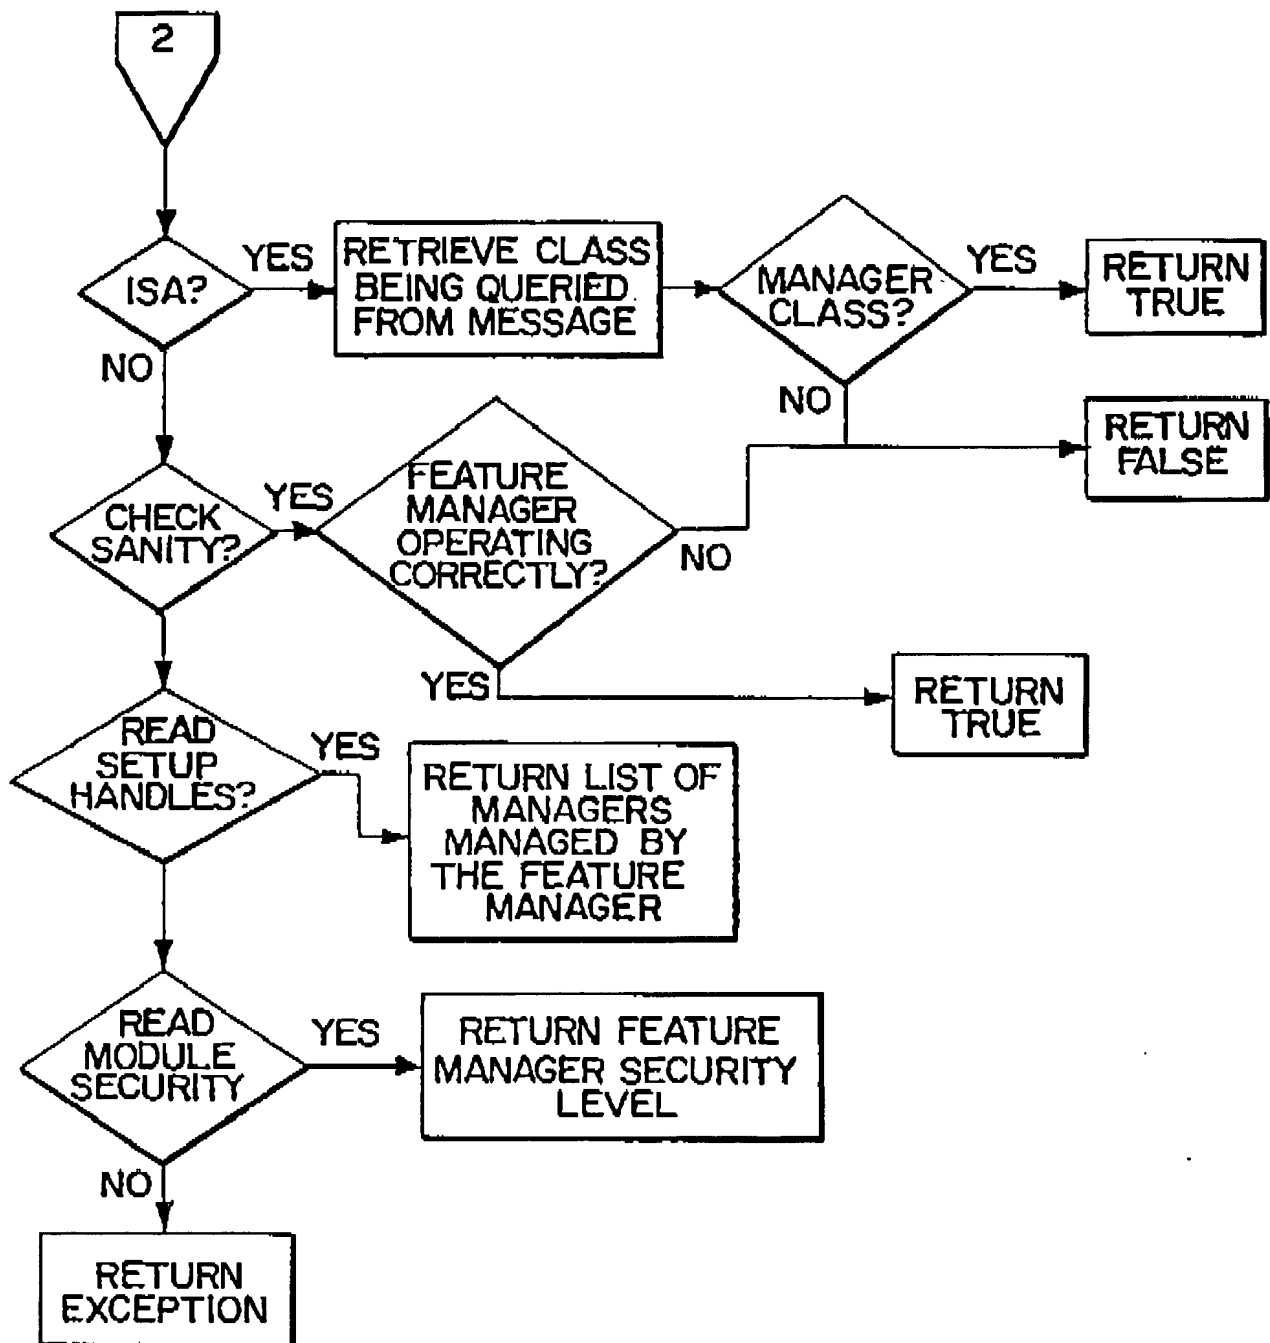 2
ISA?
YES
RETRIEVE CLASS
BEING QUERIED
FROM MESSAGE
MANAGER
CLASS?
YES
RETURN
TRUE
NO
NO
RETURN
FALSE
CHECK
SANITY?
YES
FEATURE
MANAGER
OPERATING
CORRECTLY?
NO
YES
RETURN
TRUE
READ
SETUP
HANDLES?
YES
RETURN LIST OF
MANAGERS
MANAGED BY
THE FEATURE
MANAGER
READ
MODULE
SECURITY
YES
RETURN FEATURE
MANAGER SECURITY
LEVEL
NO
RETURN
EXCEPTION